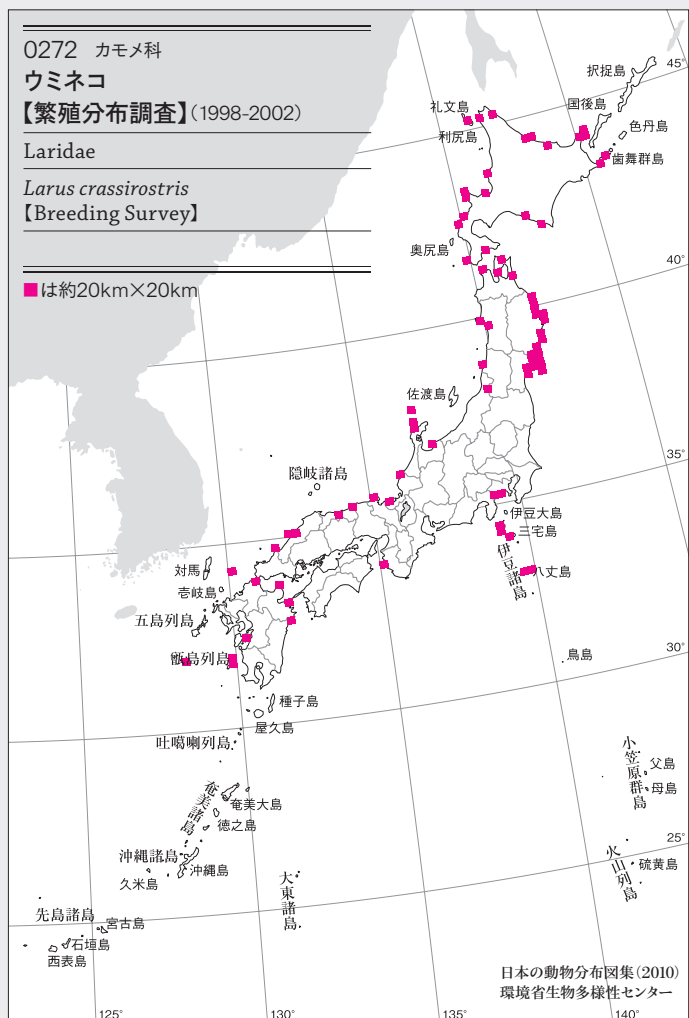 0272 カモメ科
ウミネコ
【繁殖分布調査】(1998-2002)
Laridae
Larus crassirostris
【Breeding Survey】
■は約20km×20km
45°
択捉島
国後島
礼文島
色丹島
利尻島
歯舞群島
奥尻島
40°
佐渡島
35°
隠岐諸島
伊豆大島
三宅島
伊豆諸島
八丈島
対馬
壱岐島
五島列島
甑島列島
30°
鳥島
種子島
屋久島
吐噶喇列島
小笠原群島
父島
母島
奄美諸島
奄美大島
徳之島
25°
沖縄諸島
沖縄島
久米島
火山列島
硫黄島
大東諸島
先島諸島
宮古島
石垣島
西表島
日本の動物分布図集(2010)
環境省生物多様性センター
125°
130°
135°
140°